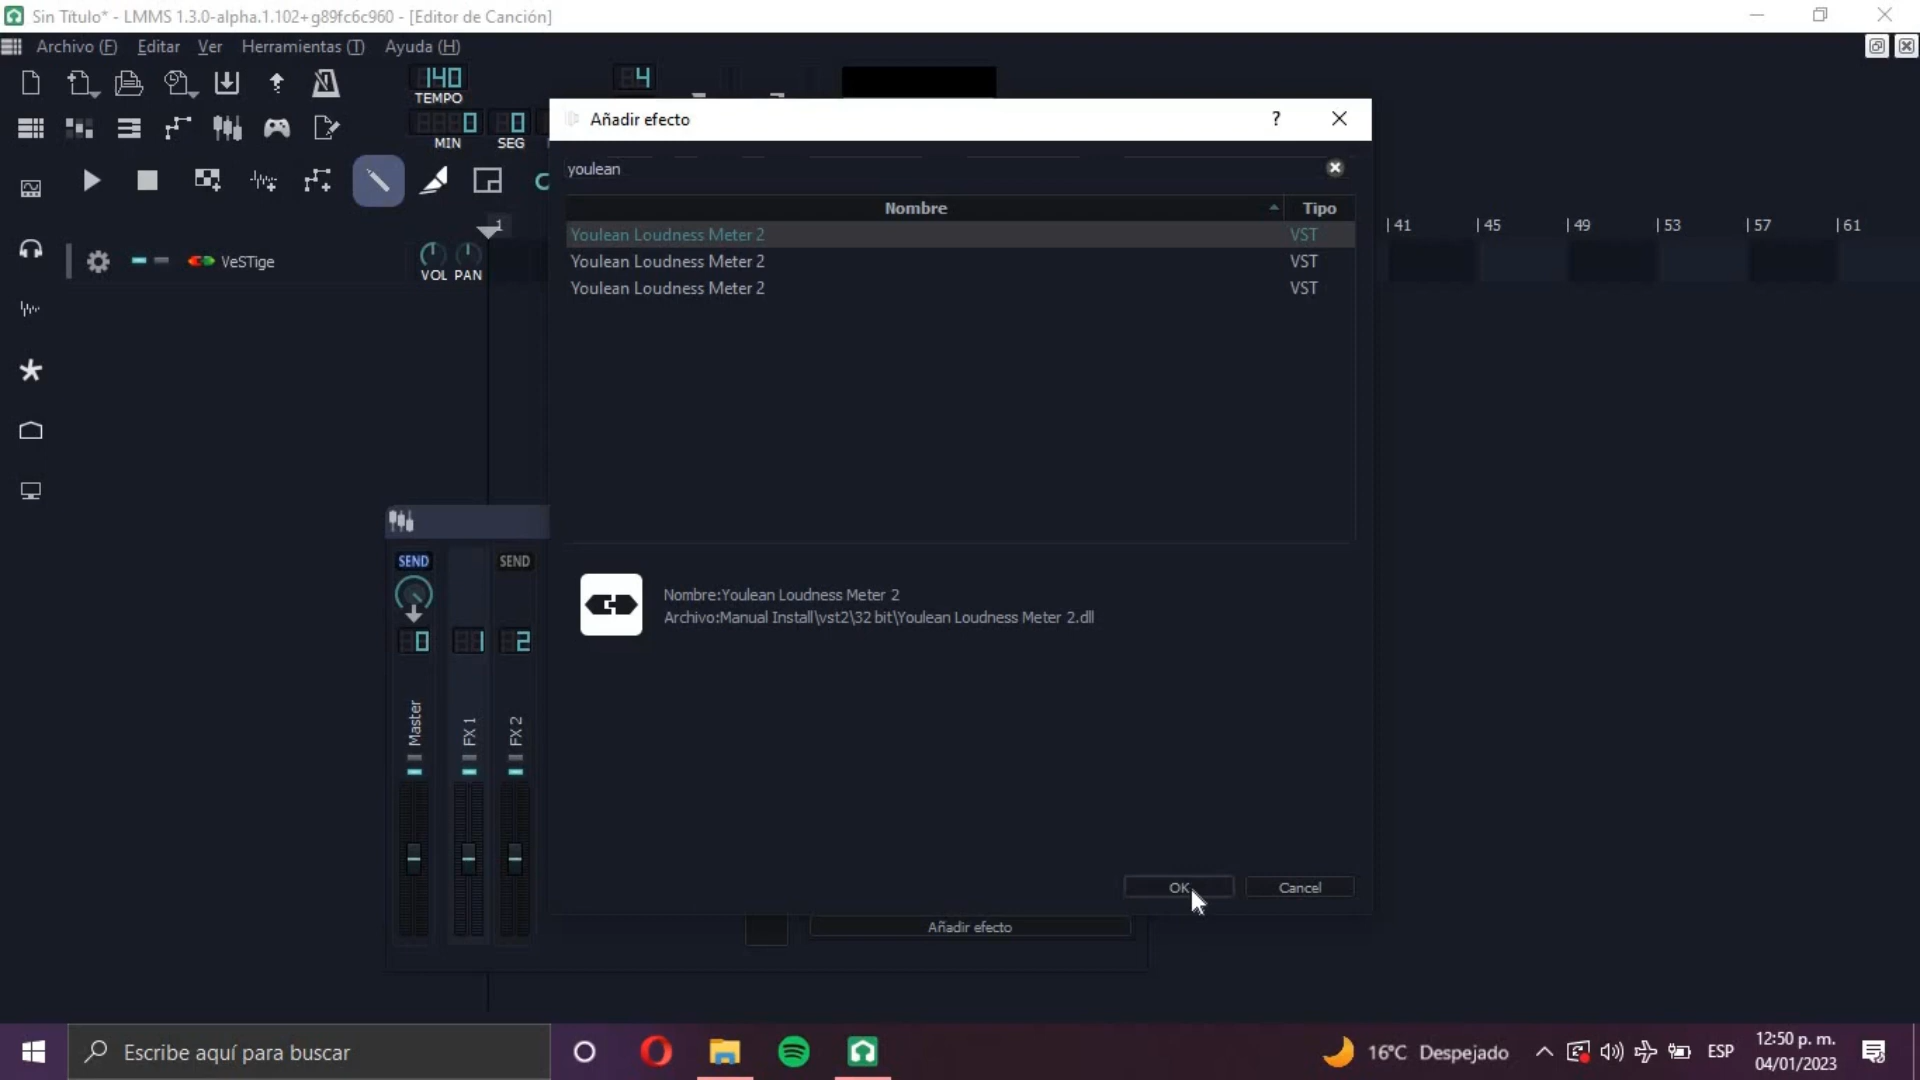 Sin Título* - LMMS 1.3.0-alpha.1.102+g89fc6c960 - [Editor de Canción]
Archivo (F) Editar Ver Herramientas (T) Ayuda (H)
140
TEMPO
4
0 0
MIN SEG
Añadir efecto
?
youlean
Nombre Tipo
Youlean Loudness Meter 2 VST
Youlean Loudness Meter 2 VST
Youlean Loudness Meter 2 VST
1 41 45 49 53 57 61
VeSTige
VOL PAN
SEND SEND
0 1 2
Master FX 1 FX 2
Nombre:Youlean Loudness Meter 2
Archivo:Manual Install\vst2\32 bit\Youlean Loudness Meter 2.dll
OK Cancel
Añadir efecto
Escribe aquí para buscar
16°C Despejado
ESP
12:50 p. m.
04/01/2023